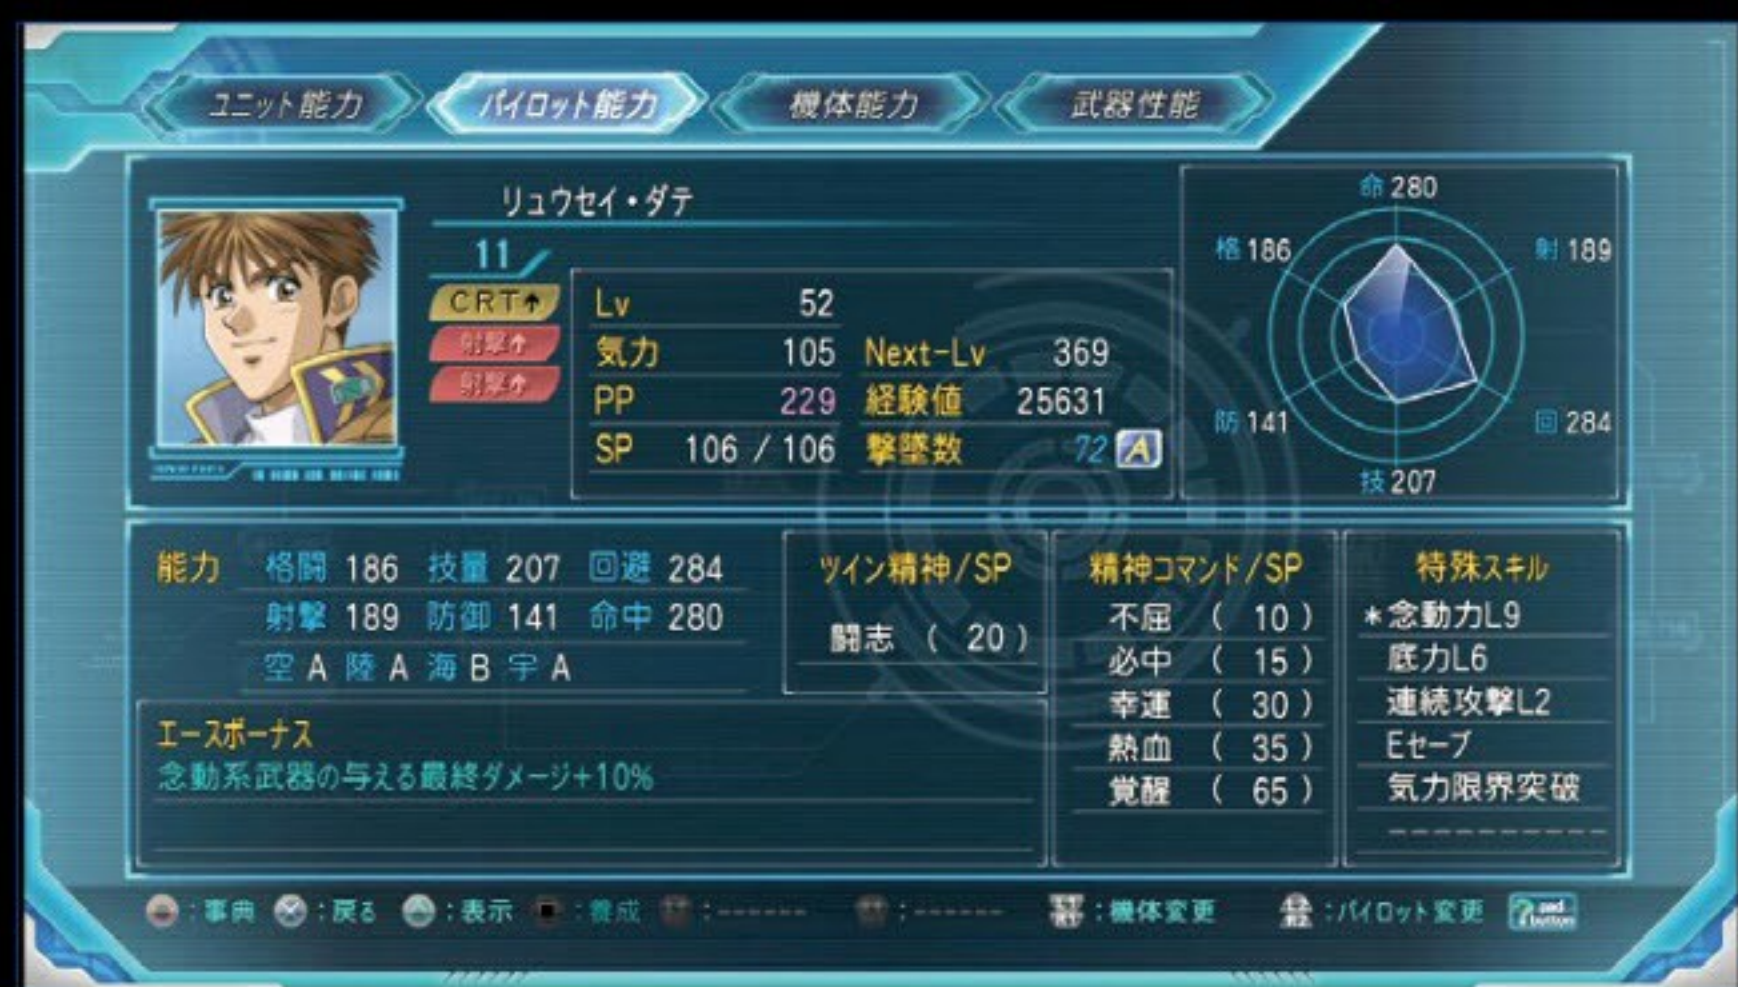 ユニット能力 パイロット能力 機体能力 武器性能
リュウセイ・ダテ
11
CRT↑
射撃↑
射撃↑
Lv 52
気力 105 Next-Lv 369
PP 229 経験値 25631
SP 106 / 106 撃墜数 72 A
命 280
格 186 射 189
防 141 回 284
技 207
能力 格闘 186 技量 207 回避 284
射撃 189 防御 141 命中 280
空 A 陸 A 海 B 宇 A
ツイン精神/SP
闘志 ( 20 )
精神コマンド/SP
不屈 ( 10 )
必中 ( 15 )
幸運 ( 30 )
熱血 ( 35 )
覚醒 ( 65 )
特殊スキル
*念動力L9
底力L6
連続攻撃L2
Eセーブ
気力限界突破
----------
エースボーナス
念動系武器の与える最終ダメージ+10%
:事典 :戻る :表示 :養成 :------ :------ :機体変更 :パイロット変更 ? pad button